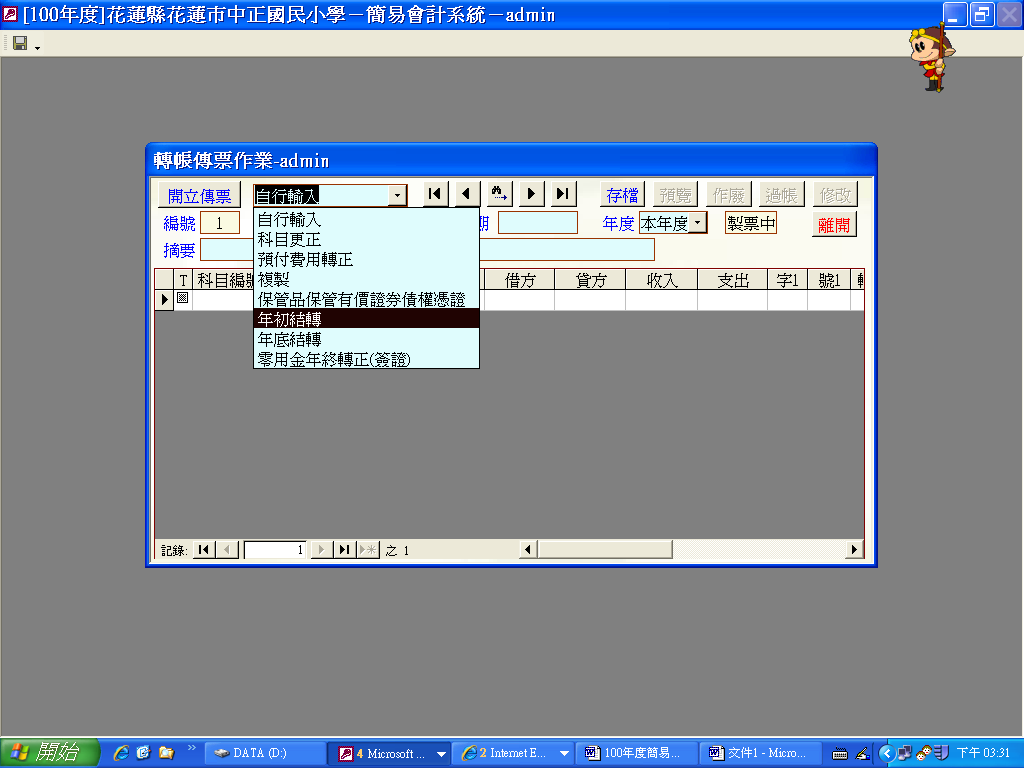 [100年度]花蓮縣花蓮市中正國民小學－簡易會計系統－admin
轉帳傳票作業-admin
開立傳票 自行輸入 存檔 預覽 作廢 過帳 修改
編號 1 期 年度 本年度 製票中 離開
摘要
自行輸入
科目更正
預付費用轉正
複製
保管品保管有價證券債權憑證
年初結轉
年底結轉
零用金年終轉正(簽證)
T 科目編號 借方 貸方 收入 支出 字1 號1
記錄: 1 之 1
開始 DATA (D:) 4 Microsoft ... 2 Internet E... 100年度簡易... 文件1 - Micro... 下午 03:31